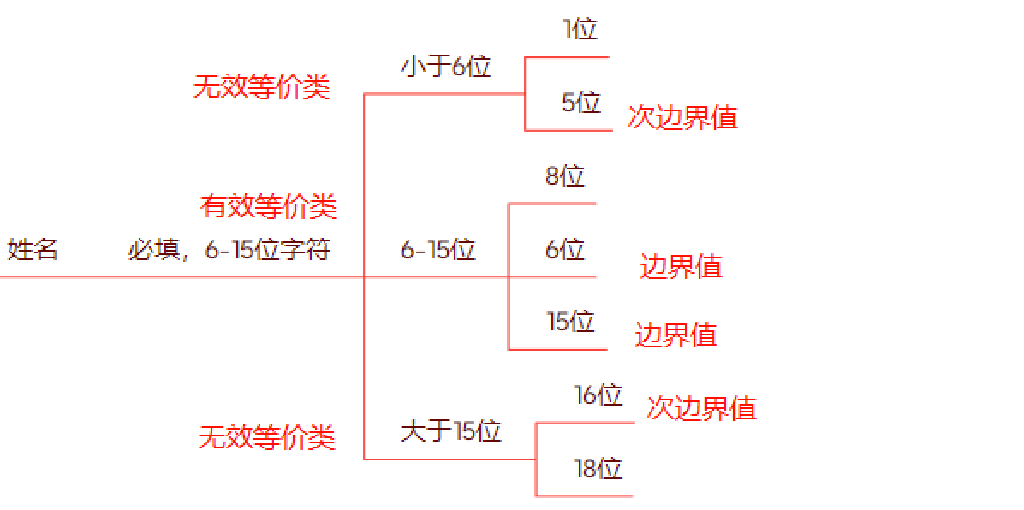 1位
小于6位
无效等价类
5位
次边界值
8位
有效等价类
姓名 必填，6-15位字符 6-15位 6位
边界值
15位
边界值
16位
次边界值
无效等价类
大于15位
18位